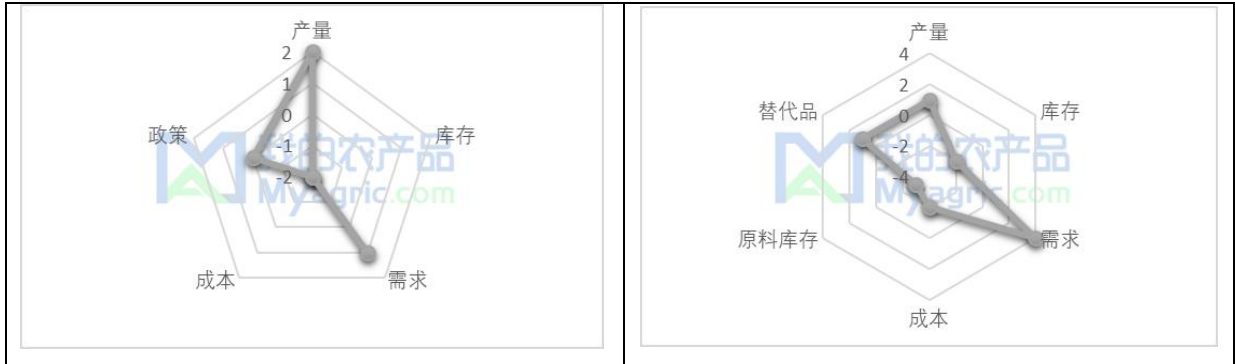 产量
2
1
0
-1
-2
政策
库存
成本
需求
我的农产品
Myagric.com
产量
4
2
0
-2
-4
替代品
库存
原料库存
需求
成本
我的农产品
Myagric.com